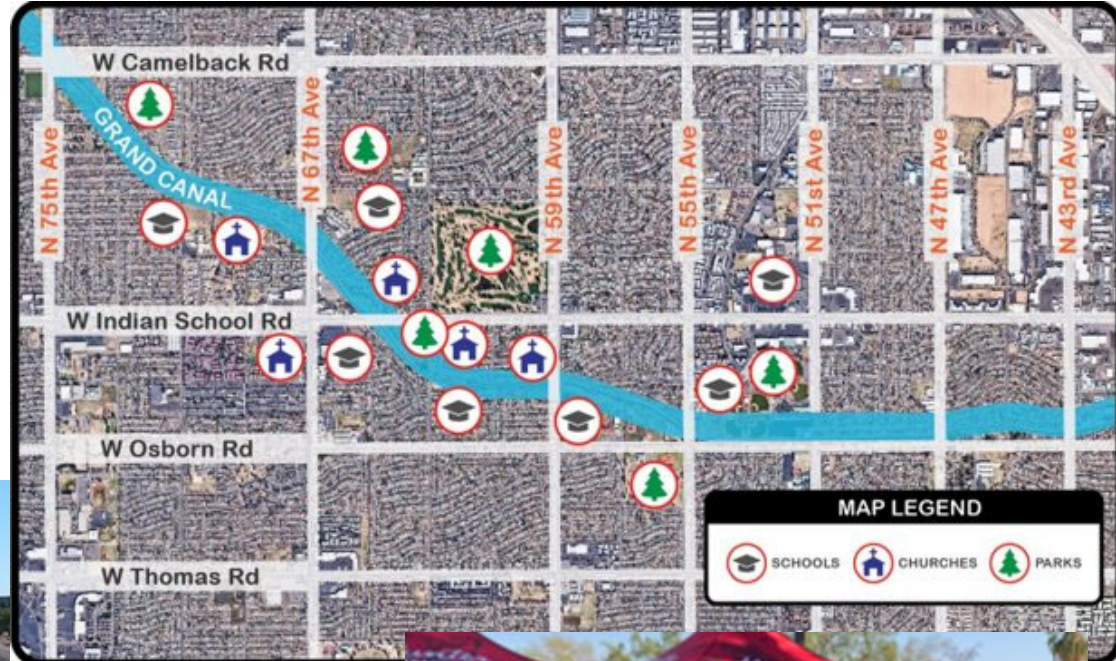 W Camelback Rd
GRAND CANAL
N 75th Ave
N 67th Ave
N 59th Ave
N 55th Ave
N 51st Ave
N 47th Ave
N 43rd Ave
W Indian School Rd
W Osborn Rd
W Thomas Rd
MAP LEGEND
SCHOOLS
CHURCHES
PARKS